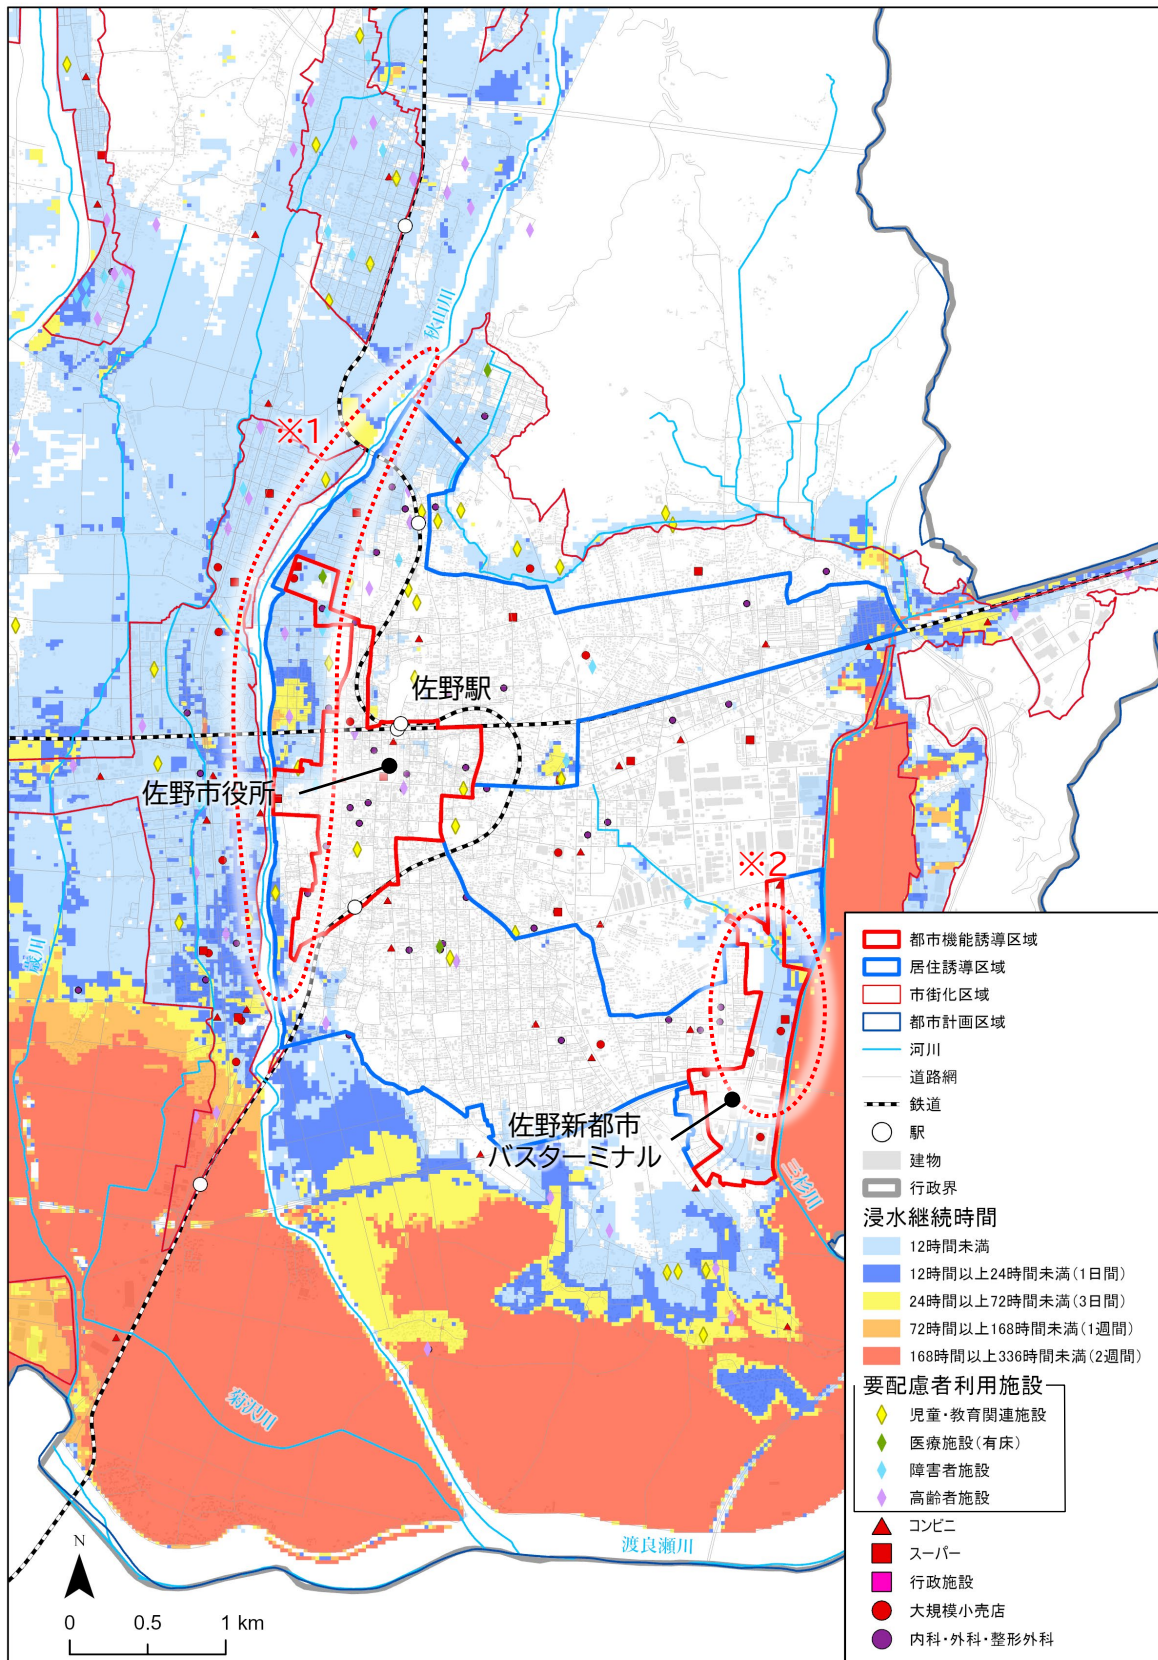 秋山川
※1
佐野駅
佐野市役所
※2
旗川
佐野新都市
バスターミナル
三杉川
菊沢川
渡良瀬川
N
0 0.5 1 km
都市機能誘導区域
居住誘導区域
市街化区域
都市計画区域
河川
道路網
鉄道
駅
建物
行政界
浸水継続時間
12時間未満
12時間以上24時間未満(1日間)
24時間以上72時間未満(3日間)
72時間以上168時間未満(1週間)
168時間以上336時間未満(2週間)
要配慮者利用施設
児童・教育関連施設
医療施設(有床)
障害者施設
高齢者施設
コンビニ
スーパー
行政施設
大規模小売店
内科・外科・整形外科